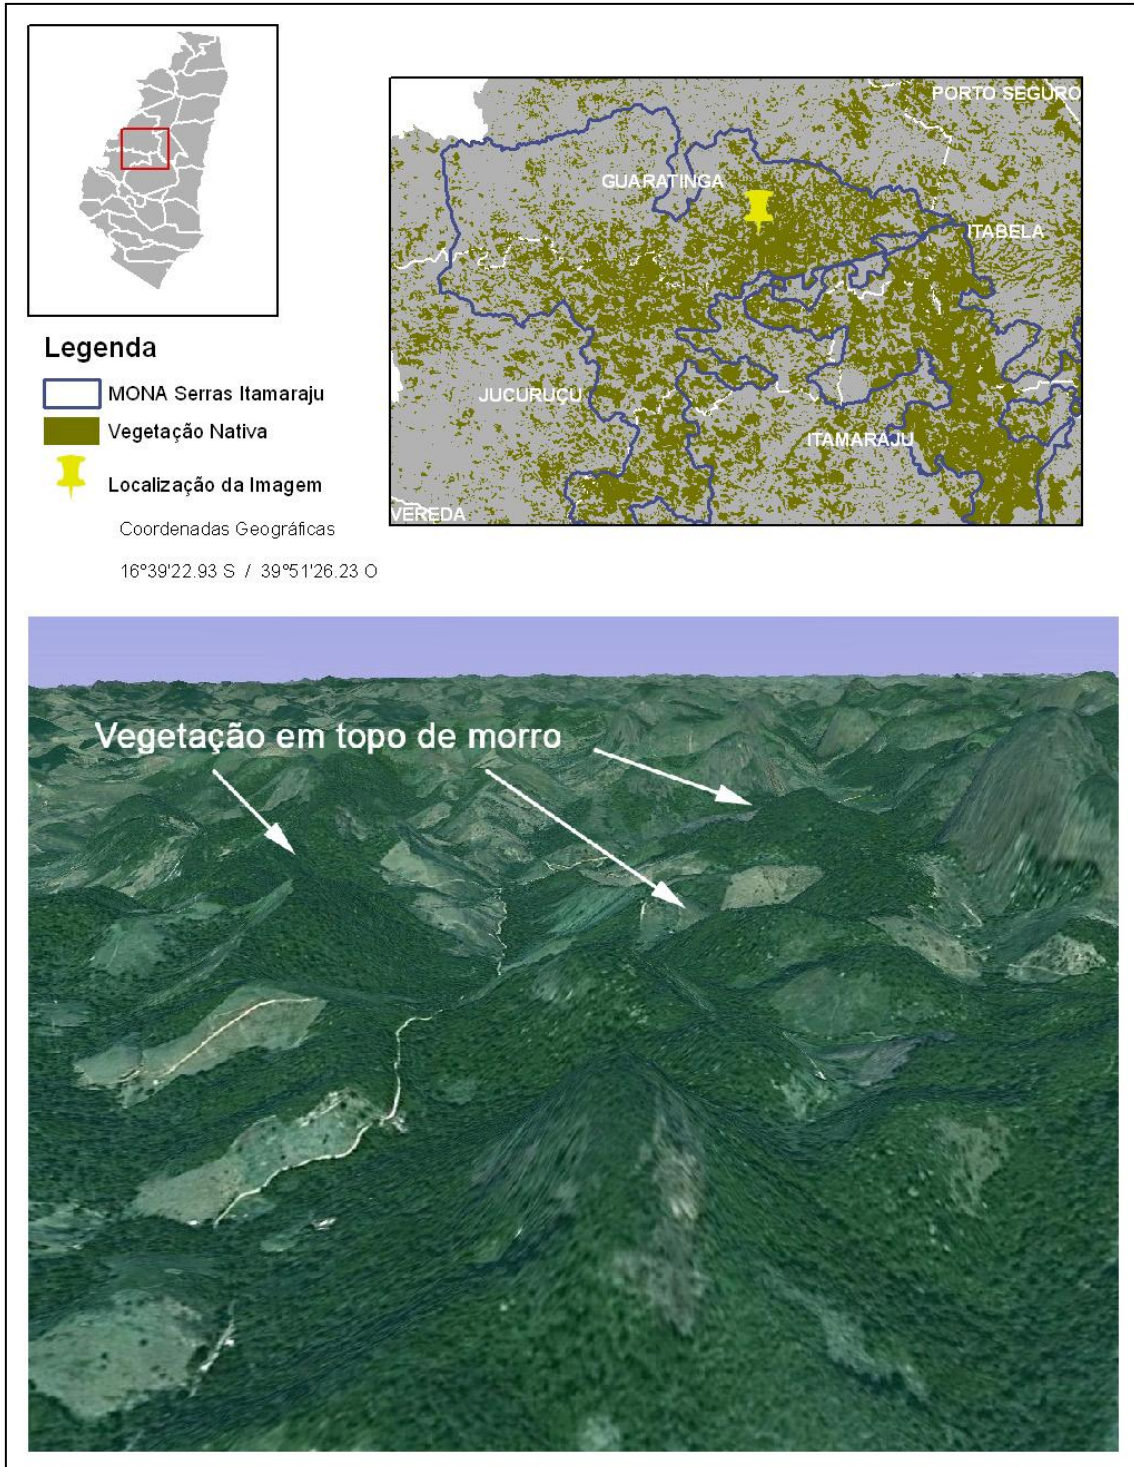 PORTO SEGURO
GUARATINGA
ITABELA
JUCURUÇU
ITAMARAJU
VEREDA
Legenda
MONA Serras Itamaraju
Vegetação Nativa
Localização da Imagem
Coordenadas Geográficas
16°39'22.93 S / 39°51'26.23 O
Vegetação em topo de morro